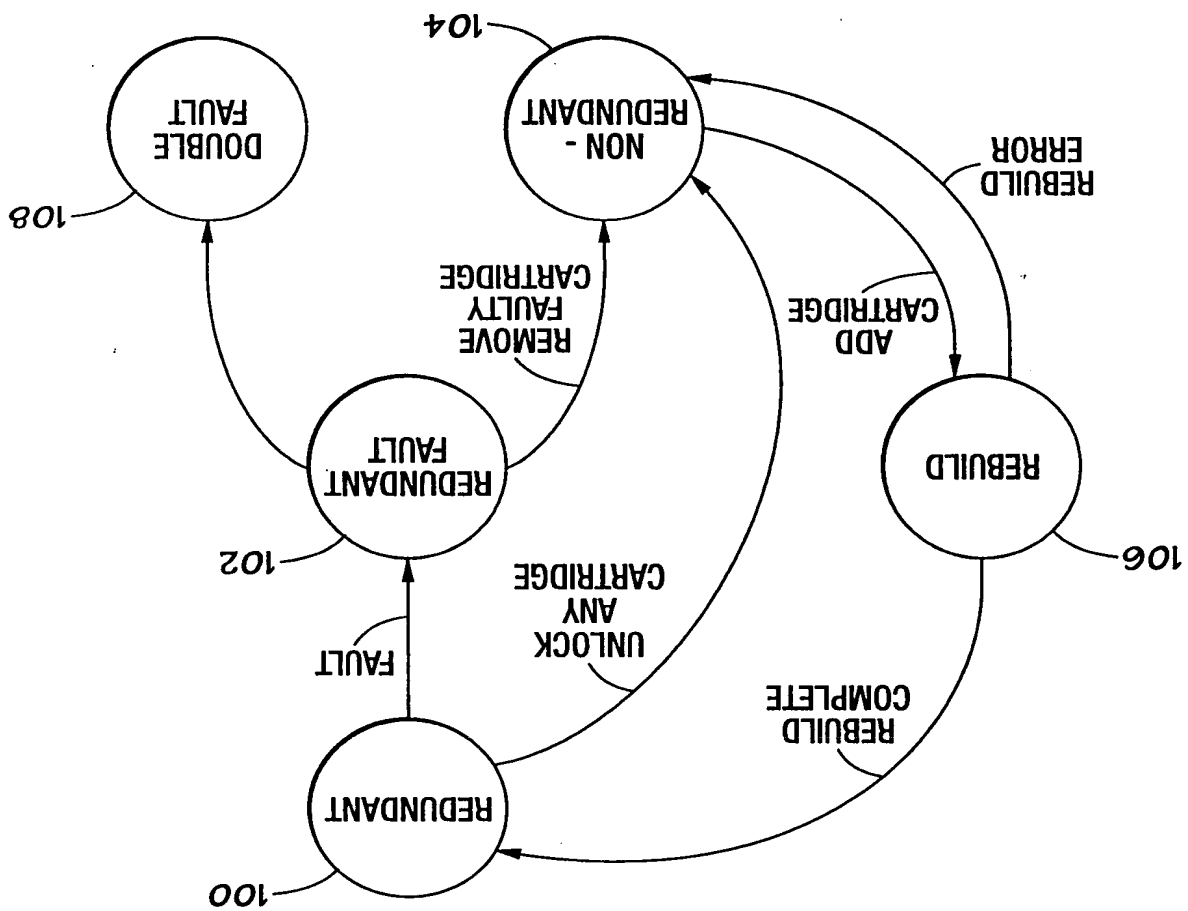 100
REDUNDANT
REBUILD
COMPLETE
FAULT
UNLOCK
ANY
CARTRIDGE
106
102
REBUILD
REDUNDANT
FAULT
ADD
CARTRIDGE
REMOVE
FAULTY
CARTRIDGE
REBUILD
ERROR
108
NON -
REDUNDANT
DOUBLE
FAULT
104